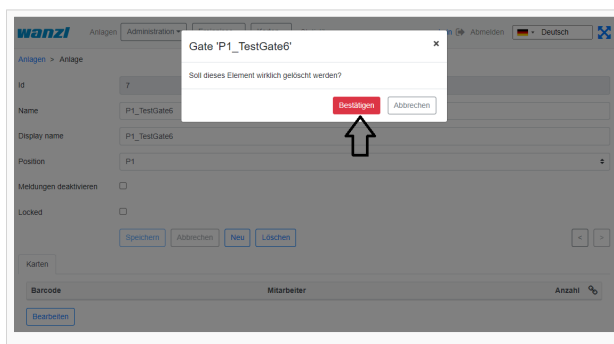 wanzl Anlagen Administration Abmelden Deutsch
Gate 'P1_TestGate6' ×
Anlagen > Anlage
Soll dieses Element wirklich gelöscht werden?
Id 7
Bestätigen Abbrechen
Name P1_TestGate6
Display name P1_TestGate6
Position P1
Meldungen deaktivieren
Locked
Speichern Abbrechen Neu Löschen < >
Karten
Barcode Mitarbeiter Anzahl
Bearbeiten